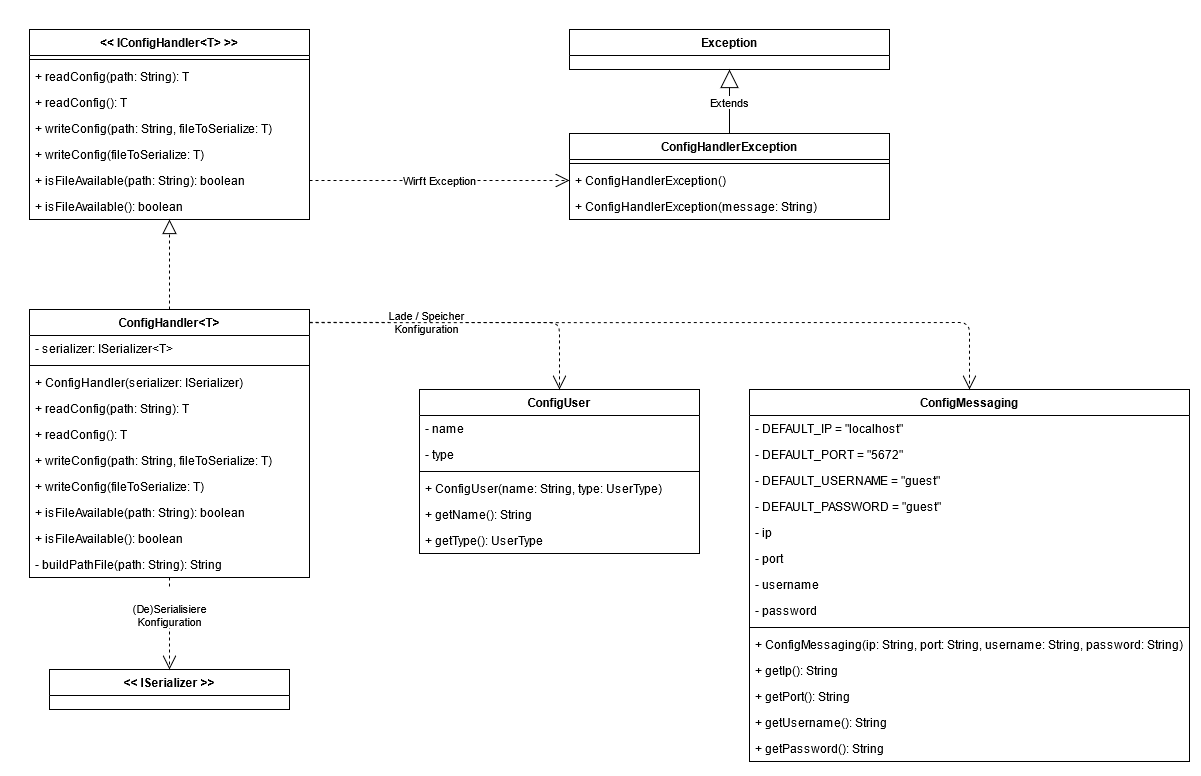 << IConfigHandler<T> >>
+ readConfig(path: String): T
+ readConfig(): T
+ writeConfig(path: String, fileToSerialize: T)
+ writeConfig(fileToSerialize: T)
+ isFileAvailable(path: String): boolean
+ isFileAvailable(): boolean
Wirft Exception
Exception
Extends
ConfigHandlerException
+ ConfigHandlerException()
+ ConfigHandlerException(message: String)
ConfigHandler<T>
- serializer: ISerializer<T>
+ ConfigHandler(serializer: ISerializer)
+ readConfig(path: String): T
+ readConfig(): T
+ writeConfig(path: String, fileToSerialize: T)
+ writeConfig(fileToSerialize: T)
+ isFileAvailable(path: String): boolean
+ isFileAvailable(): boolean
- buildPathFile(path: String): String
Lade / Speicher
Konfiguration
ConfigUser
- name
- type
+ ConfigUser(name: String, type: UserType)
+ getName(): String
+ getType(): UserType
ConfigMessaging
- DEFAULT_IP = "localhost"
- DEFAULT_PORT = "5672"
- DEFAULT_USERNAME = "guest"
- DEFAULT_PASSWORD = "guest"
- ip
- port
- username
- password
+ ConfigMessaging(ip: String, port: String, username: String, password: String)
+ getIp(): String
+ getPort(): String
+ getUsername(): String
+ getPassword(): String
(De)Serialisiere
Konfiguration
<< ISerializer >>